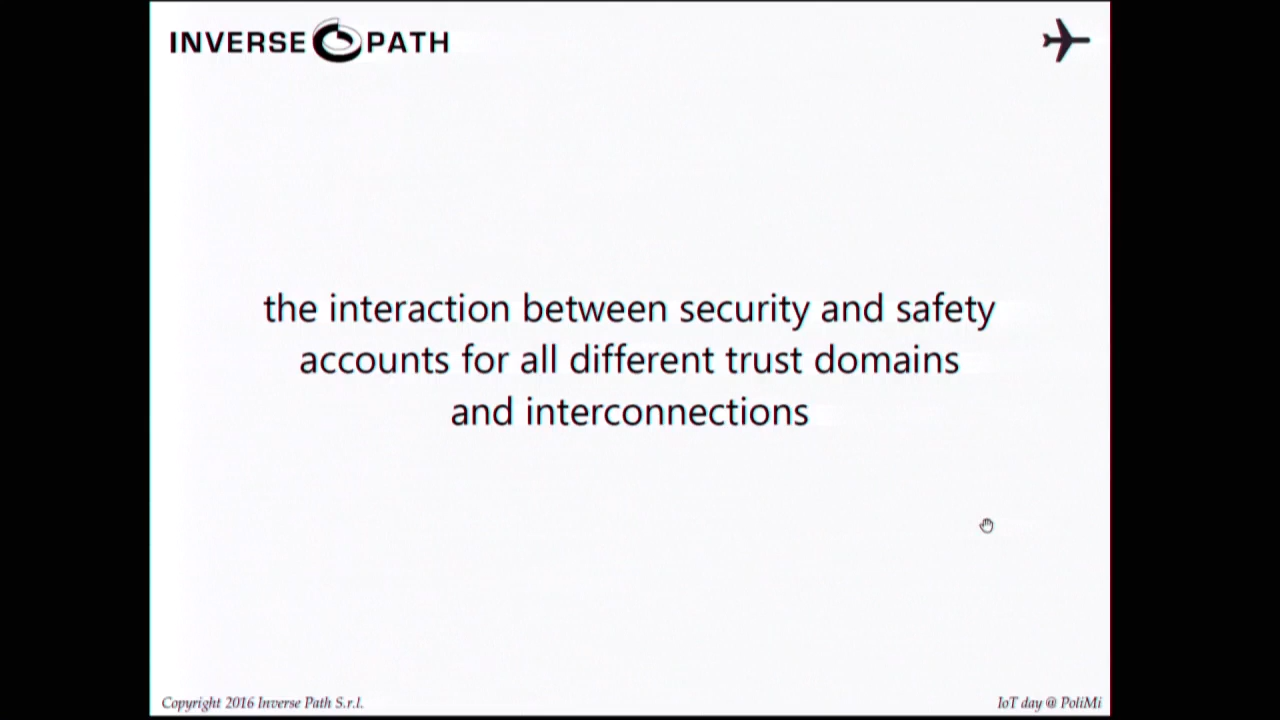 INVERSE PATH
the interaction between security and safety
accounts for all different trust domains
and interconnections
Copyright 2016 Inverse Path S.r.l.
IoT day @ PoliMi